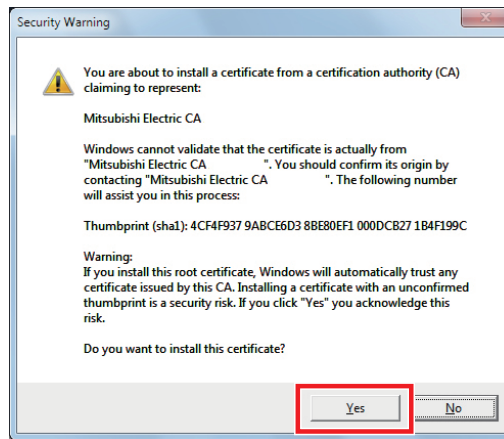 Security Warning
You are about to install a certificate from a certification authority (CA)
claiming to represent:
Mitsubishi Electric CA
Windows cannot validate that the certificate is actually from
"Mitsubishi Electric CA ". You should confirm its origin by
contacting "Mitsubishi Electric CA ". The following number
will assist you in this process:
Thumbprint (sha1): 4CF4F937 9ABCE6D3 8BE80EF1 000DCB27 1B4F199C
Warning:
If you install this root certificate, Windows will automatically trust any
certificate issued by this CA. Installing a certificate with an unconfirmed
thumbprint is a security risk. If you click "Yes" you acknowledge this
risk.
Do you want to install this certificate?
Yes No